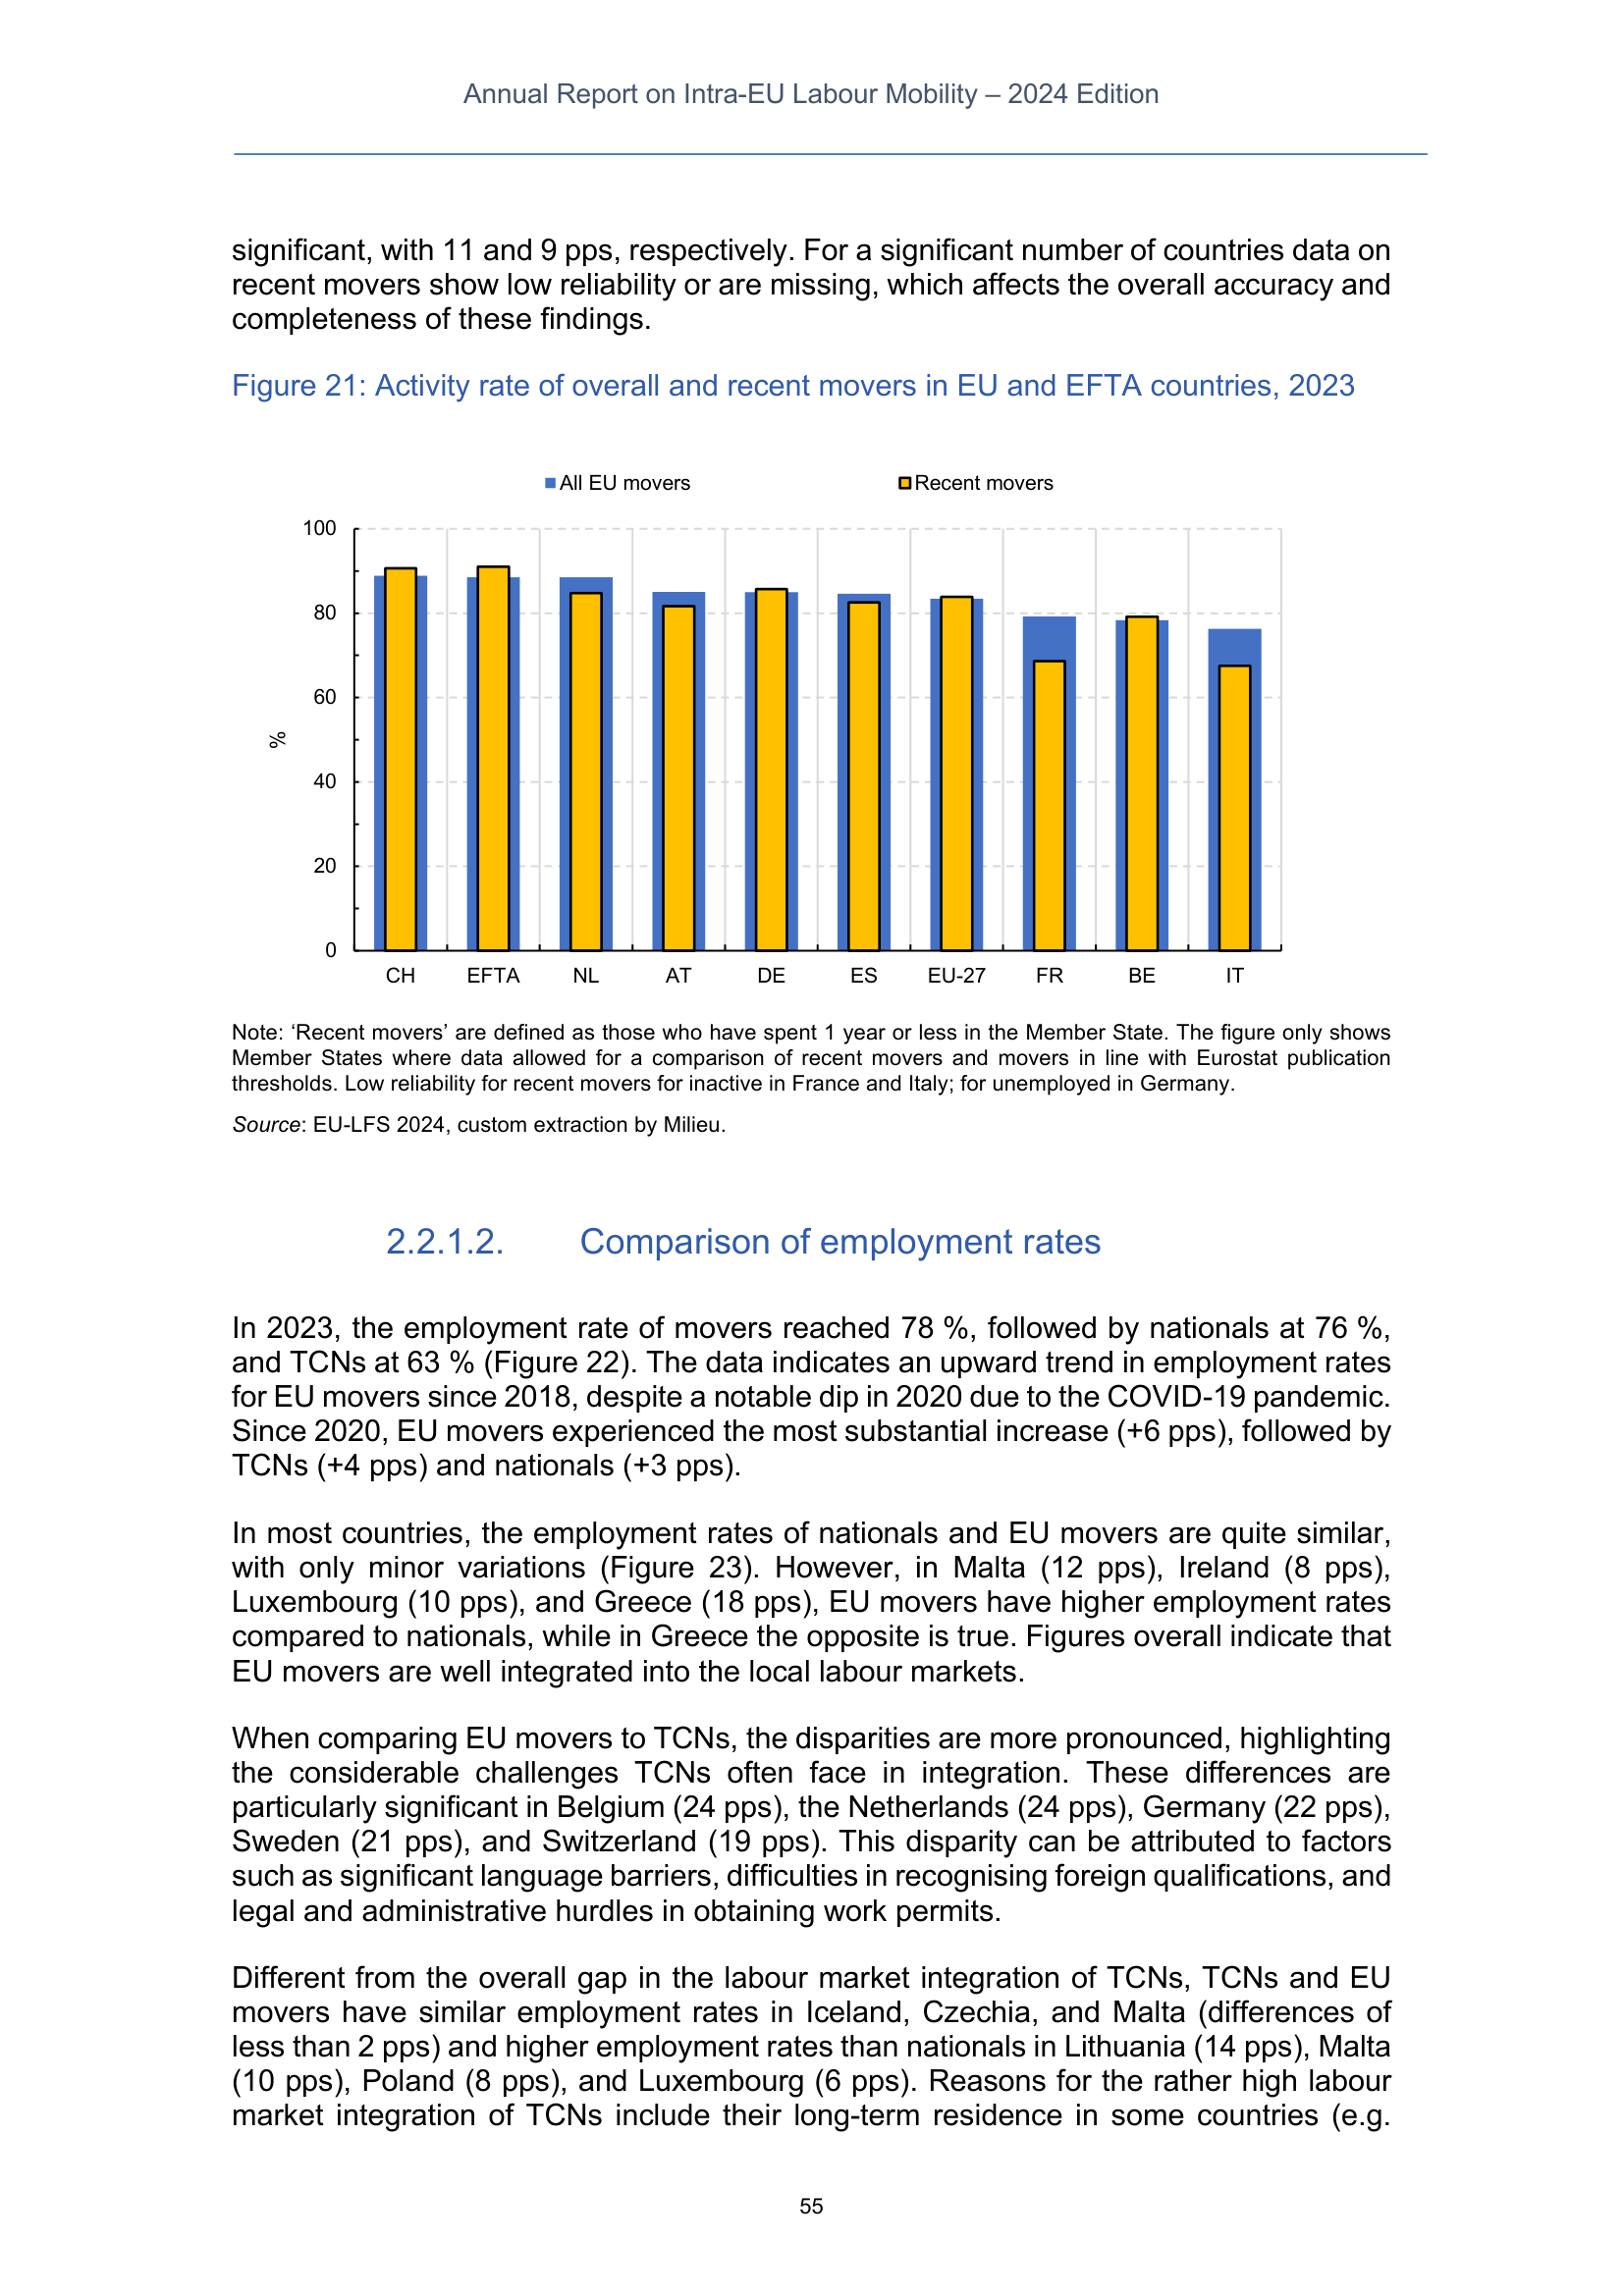 Annual Report on Intra-EU Labour Mobility – 2024 Edition
significant, with 11 and 9 pps, respectively. For a significant number of countries data on
recent movers show low reliability or are missing, which affects the overall accuracy and
completeness of these findings.
Figure 21: Activity rate of overall and recent movers in EU and EFTA countries, 2023
All EU movers Recent movers
100
80
60
%
40
20
0
CH EFTA NL AT DE ES EU-27 FR BE IT
Note: ‘Recent movers’ are defined as those who have spent 1 year or less in the Member State. The figure only shows
Member States where data allowed for a comparison of recent movers and movers in line with Eurostat publication
thresholds. Low reliability for recent movers for inactive in France and Italy; for unemployed in Germany.
Source: EU-LFS 2024, custom extraction by Milieu.
2.2.1.2. Comparison of employment rates
In 2023, the employment rate of movers reached 78 %, followed by nationals at 76 %,
and TCNs at 63 % (Figure 22). The data indicates an upward trend in employment rates
for EU movers since 2018, despite a notable dip in 2020 due to the COVID-19 pandemic.
Since 2020, EU movers experienced the most substantial increase (+6 pps), followed by
TCNs (+4 pps) and nationals (+3 pps).
In most countries, the employment rates of nationals and EU movers are quite similar,
with only minor variations (Figure 23). However, in Malta (12 pps), Ireland (8 pps),
Luxembourg (10 pps), and Greece (18 pps), EU movers have higher employment rates
compared to nationals, while in Greece the opposite is true. Figures overall indicate that
EU movers are well integrated into the local labour markets.
When comparing EU movers to TCNs, the disparities are more pronounced, highlighting
the considerable challenges TCNs often face in integration. These differences are
particularly significant in Belgium (24 pps), the Netherlands (24 pps), Germany (22 pps),
Sweden (21 pps), and Switzerland (19 pps). This disparity can be attributed to factors
such as significant language barriers, difficulties in recognising foreign qualifications, and
legal and administrative hurdles in obtaining work permits.
Different from the overall gap in the labour market integration of TCNs, TCNs and EU
movers have similar employment rates in Iceland, Czechia, and Malta (differences of
less than 2 pps) and higher employment rates than nationals in Lithuania (14 pps), Malta
(10 pps), Poland (8 pps), and Luxembourg (6 pps). Reasons for the rather high labour
market integration of TCNs include their long-term residence in some countries (e.g.
55